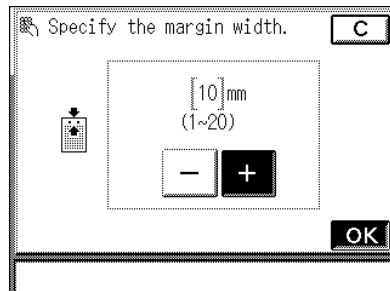 Specify the margin width.
C
[10]mm
(1~20)
− +
OK